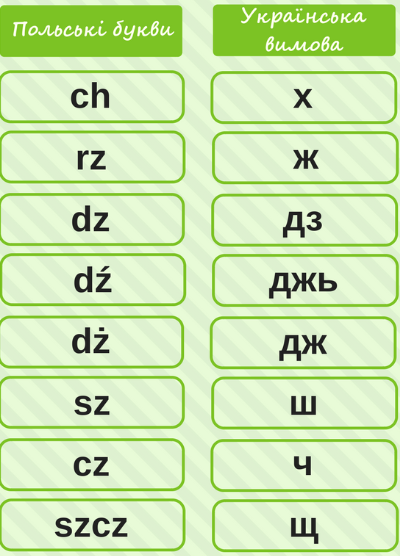 Польські букви Українська
вимова
ch х
rz ж
dz дз
dź джь
dż дж
sz ш
cz ч
szcz щ